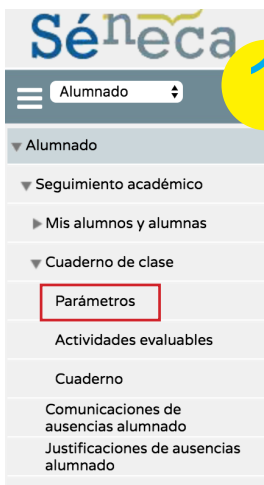 Séneca
Alumnado
Alumnado
Seguimiento académico
Mis alumnos y alumnas
Cuaderno de clase
Parámetros
Actividades evaluables
Cuaderno
Comunicaciones de
ausencias alumnado
Justificaciones de ausencias
alumnado